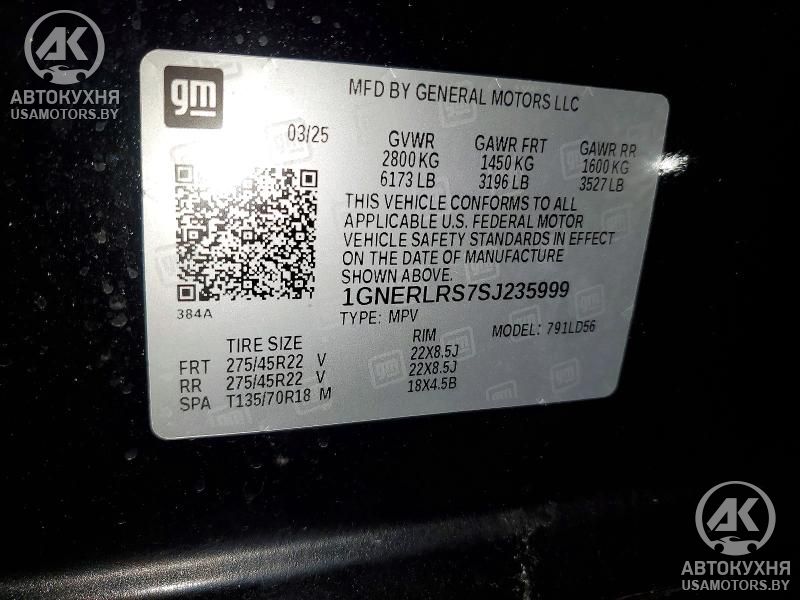 АК
АВТОКУХНЯ
USAMOTORS.BY
gm
MFD BY GENERAL MOTORS LLC
03/25
GVWR GAWR FRT GAWR RR
2800 KG 1450 KG 1600 KG
6173 LB 3196 LB 3527 LB
THIS VEHICLE CONFORMS TO ALL
APPLICABLE U.S. FEDERAL MOTOR
VEHICLE SAFETY STANDARDS IN EFFECT
ON THE DATE OF MANUFACTURE
SHOWN ABOVE.
384A
1GNERLRS7SJ235999
TYPE: MPV MODEL: 791LD56
TIRE SIZE RIM
FRT 275/45R22 V 22X8.5J
RR 275/45R22 V 22X8.5J
SPA T135/70R18 M 18X4.5B
АК
АВТОКУХНЯ
USAMOTORS.BY